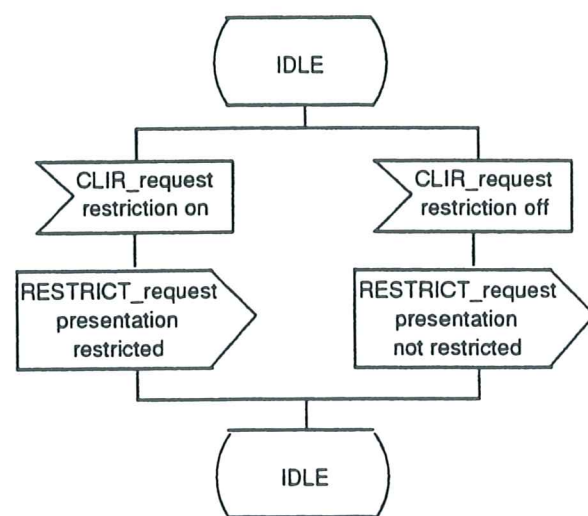 IDLE
CLIR_request
restriction on
CLIR_request
restriction off
RESTRICT_request
presentation
restricted
RESTRICT_request
presentation
not restricted
IDLE